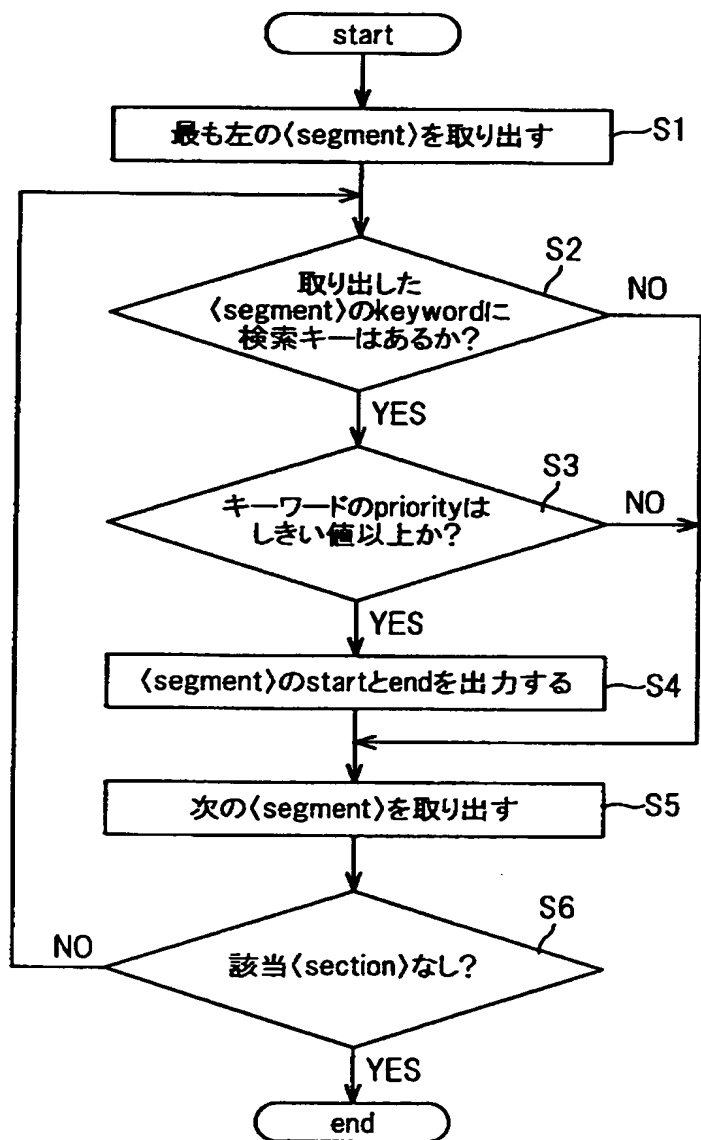 start
最も左の〈segment〉を取り出す
S1
S2
取り出した
〈segment〉のkeywordに
検索キーはあるか?
NO
YES
S3
キーワードのpriorityは
しきい値以上か?
NO
YES
〈segment〉のstartとendを出力する
S4
次の〈segment〉を取り出す
S5
S6
NO
該当〈section〉なし?
YES
end